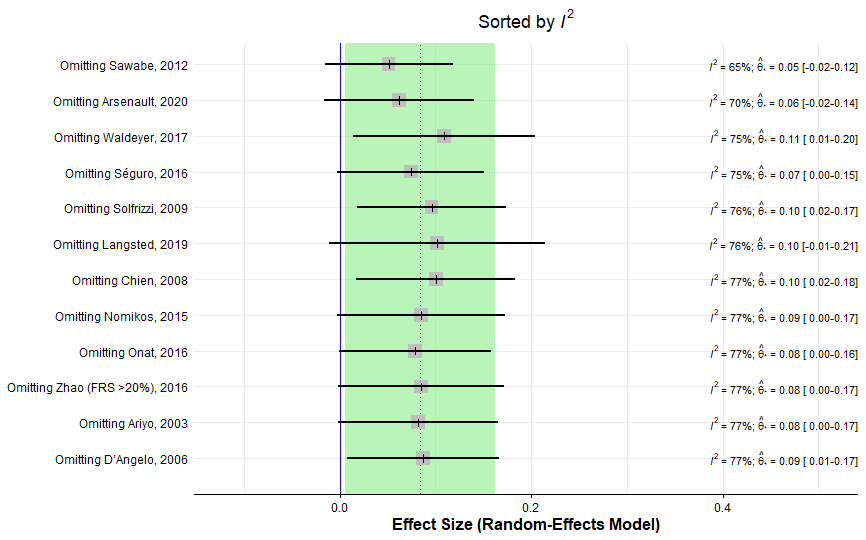 Sorted by I²
Omitting Sawabe, 2012 I² = 65%; θ̂* = 0.05 [-0.02-0.12]
Omitting Arsenault, 2020 I² = 70%; θ̂* = 0.06 [-0.02-0.14]
Omitting Waldeyer, 2017 I² = 75%; θ̂* = 0.11 [ 0.01-0.20]
Omitting Séguro, 2016 I² = 75%; θ̂* = 0.07 [ 0.00-0.15]
Omitting Solfrizzi, 2009 I² = 76%; θ̂* = 0.10 [ 0.02-0.17]
Omitting Langsted, 2019 I² = 76%; θ̂* = 0.10 [-0.01-0.21]
Omitting Chien, 2008 I² = 77%; θ̂* = 0.10 [ 0.02-0.18]
Omitting Nomikos, 2015 I² = 77%; θ̂* = 0.09 [ 0.00-0.17]
Omitting Onat, 2016 I² = 77%; θ̂* = 0.08 [ 0.00-0.16]
Omitting Zhao (FRS >20%), 2016 I² = 77%; θ̂* = 0.08 [ 0.00-0.17]
Omitting Ariyo, 2003 I² = 77%; θ̂* = 0.08 [ 0.00-0.17]
Omitting D'Angelo, 2006 I² = 77%; θ̂* = 0.09 [ 0.01-0.17]
0.0 0.2 0.4
Effect Size (Random-Effects Model)